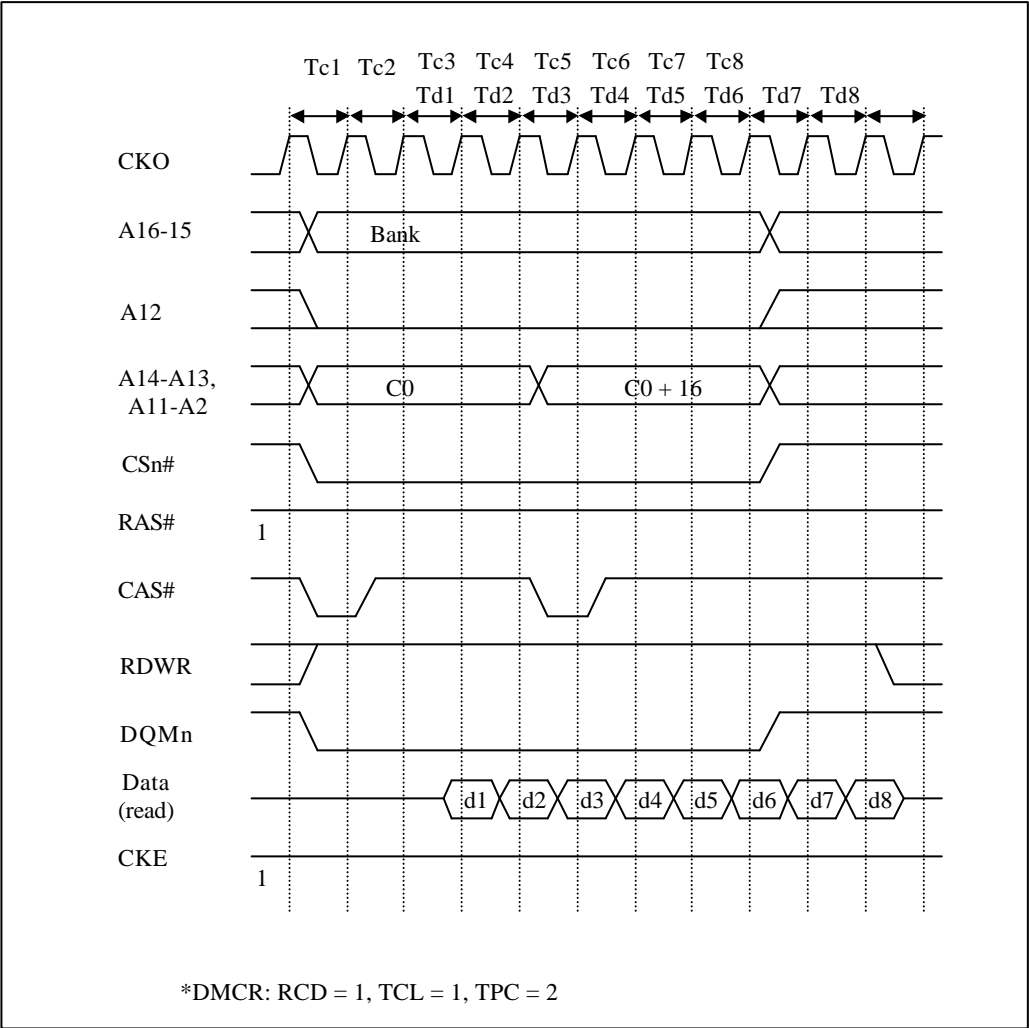 Tc1 Tc2 Tc3 Tc4 Tc5 Tc6 Tc7 Tc8
Td1 Td2 Td3 Td4 Td5 Td6 Td7 Td8
CKO
A16-15 Bank
A12
A14-A13,
A11-A2 C0 C0 + 16
CSn#
RAS# 1
CAS#
RDWR
DQMn
Data
(read) d1 d2 d3 d4 d5 d6 d7 d8
CKE 1
*DMCR: RCD = 1, TCL = 1, TPC = 2